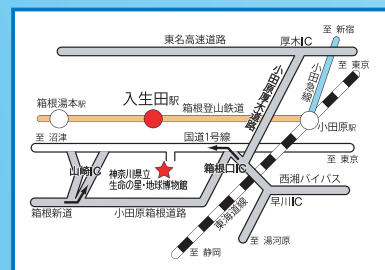 至 新宿
東名高速道路
厚木IC
至 東京
小田原厚木道路
小田急線
箱根湯本駅
入生田駅
箱根登山鉄道
小田原駅
至 沼津
国道1号線
至 東京
山崎IC
神奈川県立
生命の星・地球博物館
箱根口IC
西湘バイパス
早川IC
箱根新道
小田原箱根道路
東海道線
至 湯河原
至 静岡